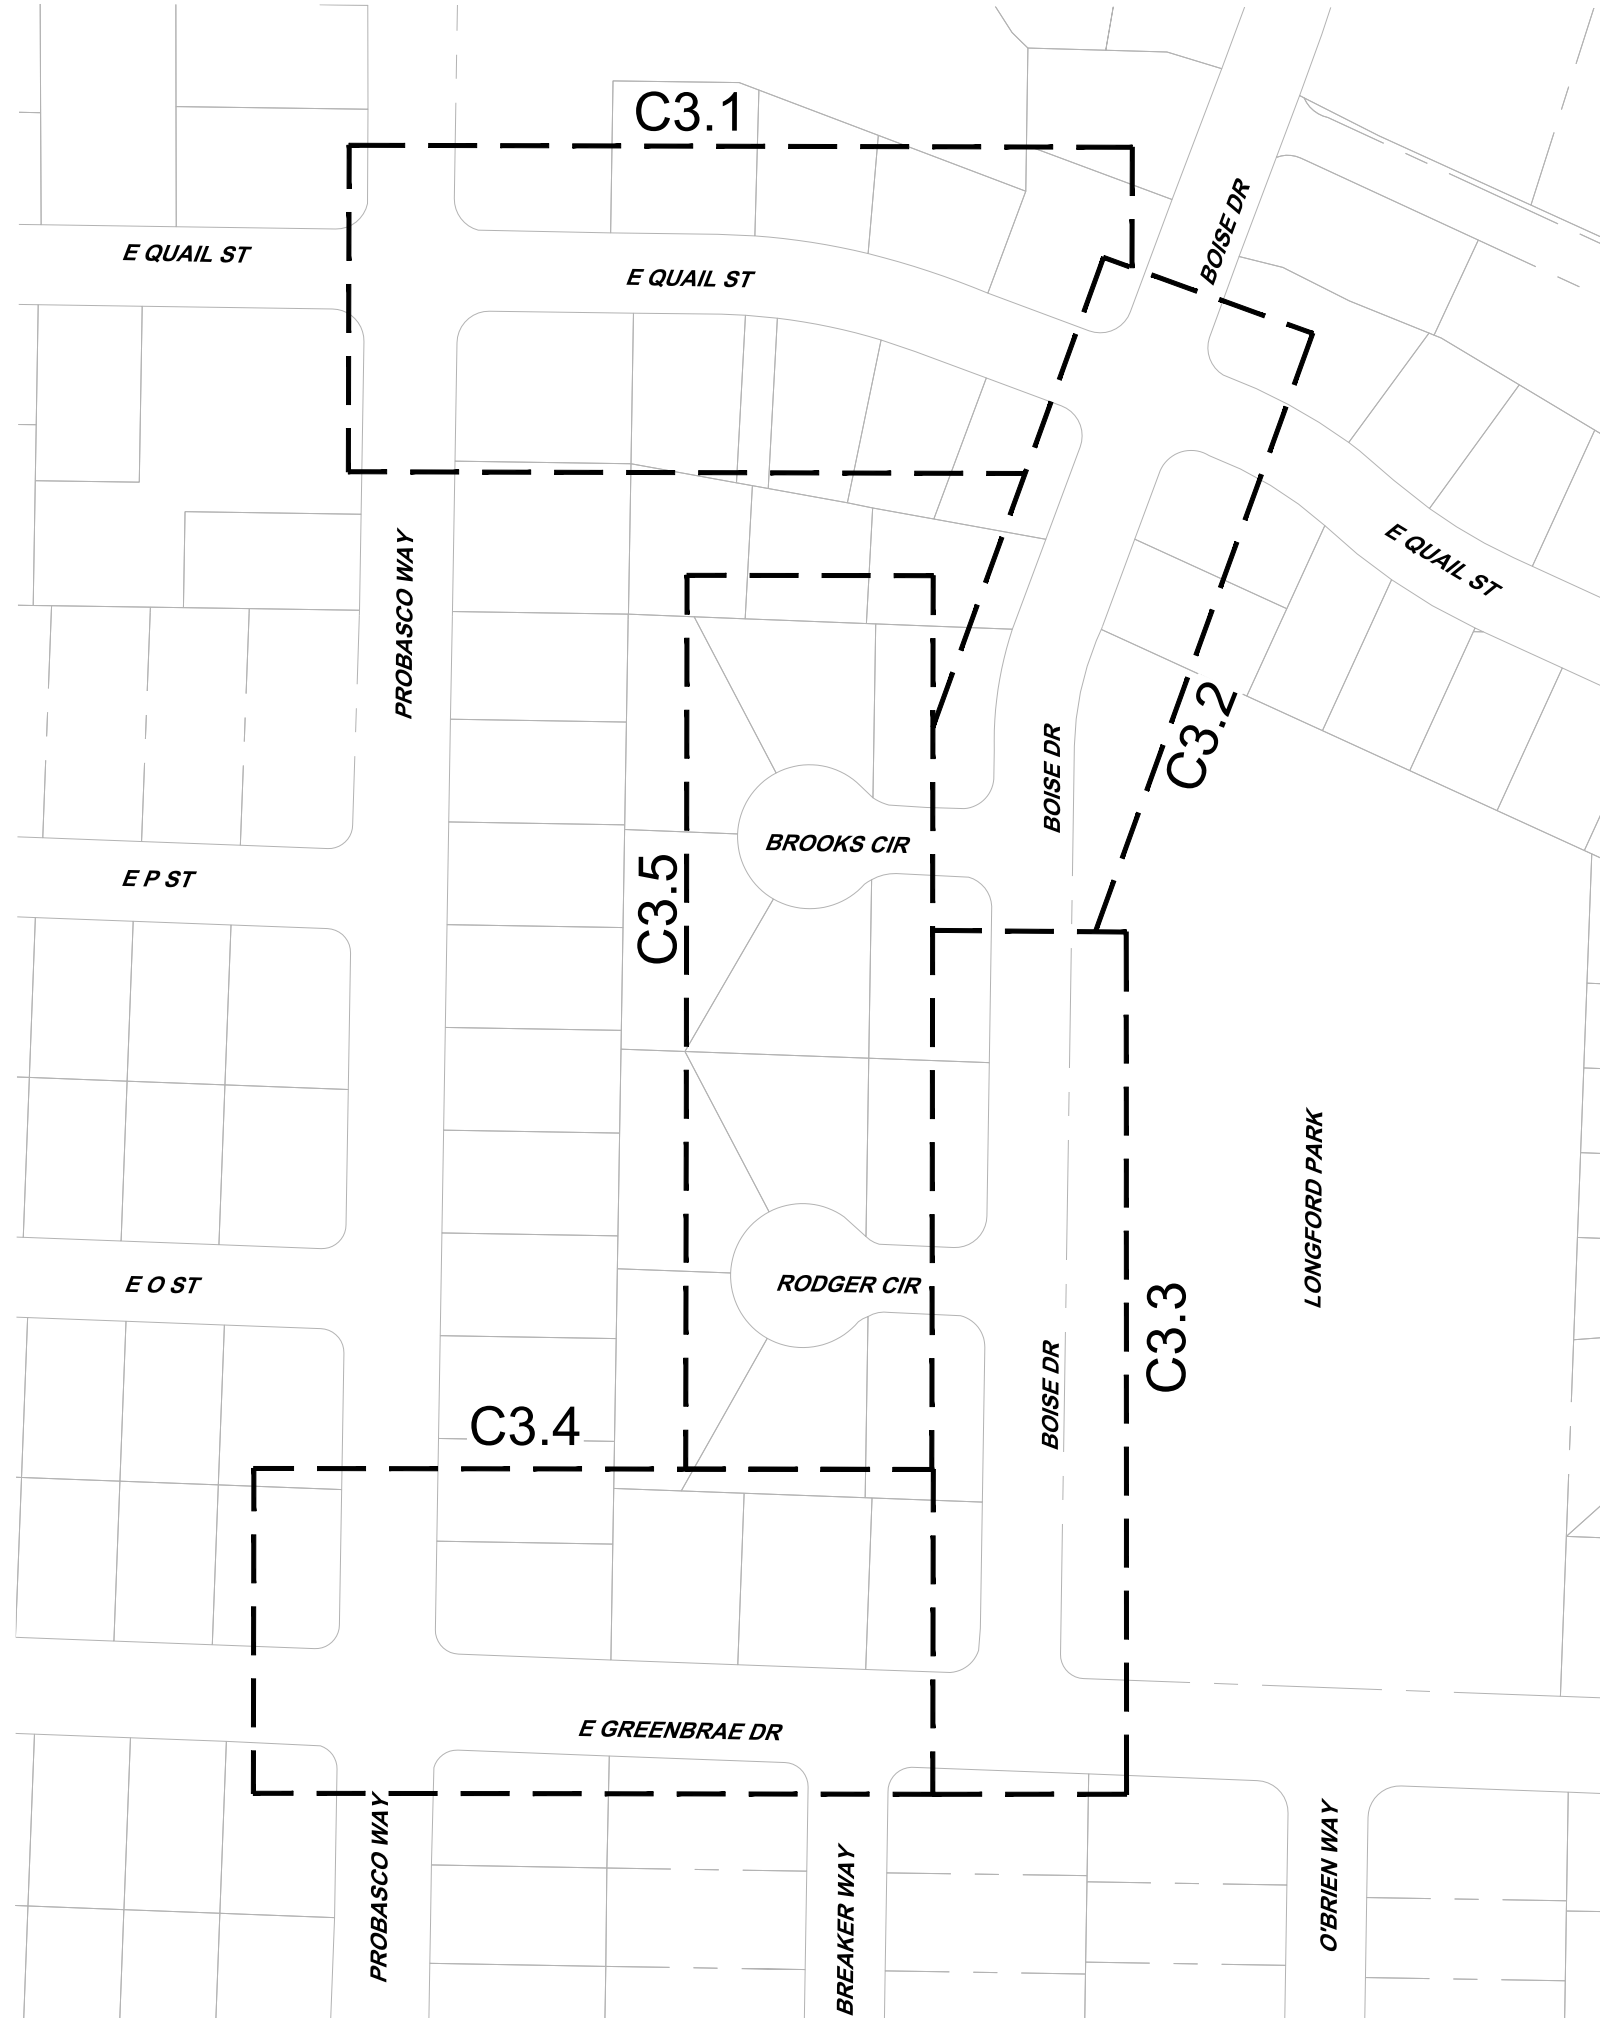 C3.1
BOISE DR
E QUAIL ST
E QUAIL ST
E QUAIL ST
PROBASCO WAY
C3.2
BOISE DR
BROOKS CIR
C3.5
E P ST
LONGFORD PARK
E O ST
RODGER CIR
C3.3
BOISE DR
C3.4
E GREENBRAE DR
PROBASCO WAY
BREAKER WAY
O'BRIEN WAY